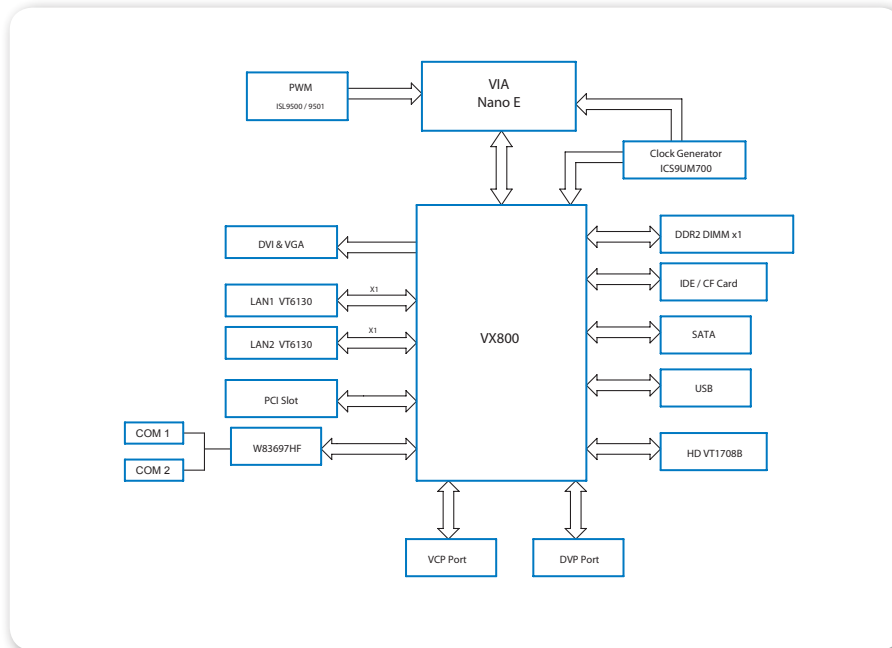 PWM
ISL9500 / 9501
VIA
Nano E
Clock Generator
ICS9UM700
DVI & VGA
DDR2 DIMM x1
LAN1 VT6130
X1
IDE / CF Card
LAN2 VT6130
X1
VX800
SATA
PCI Slot
USB
COM 1
COM 2
W83697HF
HD VT1708B
VCP Port
DVP Port